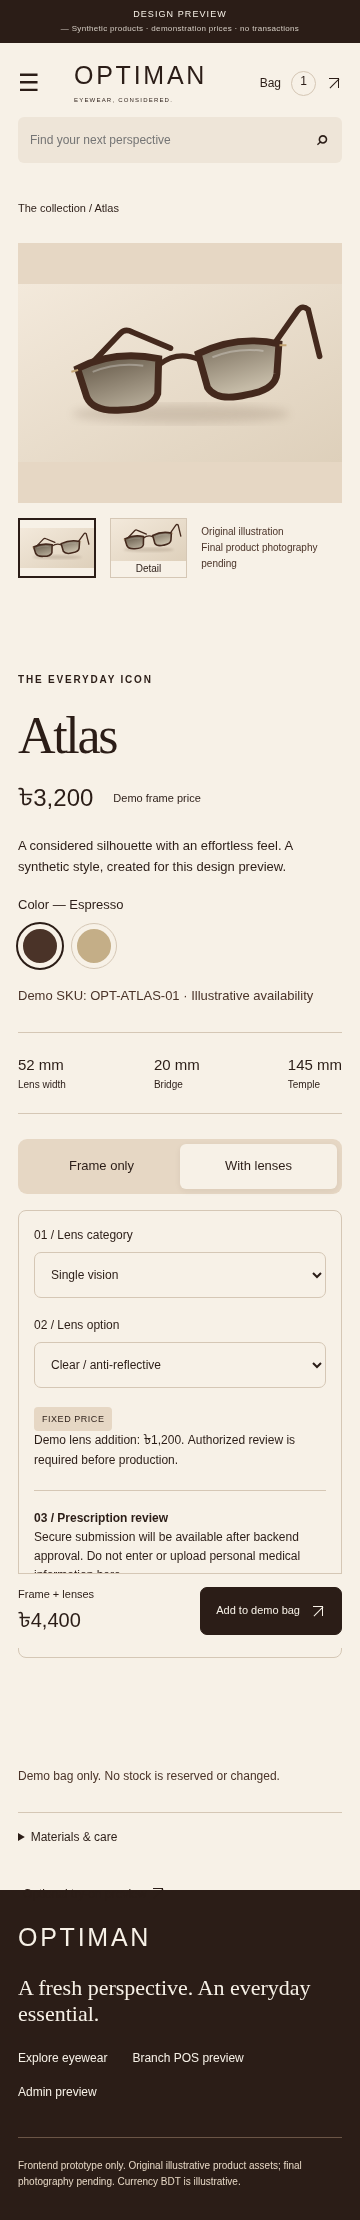 DESIGN PREVIEW
— Synthetic products · demonstration prices · no transactions
OPTIMAN
EYEWEAR, CONSIDERED.
Bag 1
Find your next perspective
The collection / Atlas
Detail
Original illustration
Final product photography
pending
THE EVERYDAY ICON
Atlas
৳3,200 Demo frame price
A considered silhouette with an effortless feel. A
synthetic style, created for this design preview.
Color — Espresso
Demo SKU: OPT-ATLAS-01 · Illustrative availability
52 mm 20 mm 145 mm
Lens width Bridge Temple
Frame only With lenses
01 / Lens category
Single vision
02 / Lens option
Clear / anti-reflective
FIXED PRICE
Demo lens addition: ৳1,200. Authorized review is
required before production.
03 / Prescription review
Secure submission will be available after backend
approval. Do not enter or upload personal medical
Frame + lenses
৳4,400
Add to demo bag
Demo bag only. No stock is reserved or changed.
Materials & care
OPTIMAN
A fresh perspective. An everyday
essential.
Explore eyewear Branch POS preview
Admin preview
Frontend prototype only. Original illustrative product assets; final
photography pending. Currency BDT is illustrative.